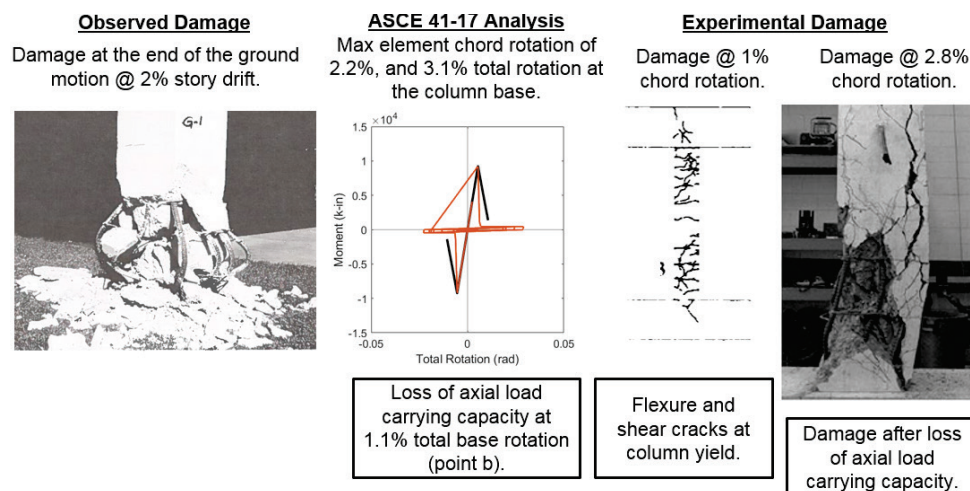 Observed Damage
Damage at the end of the ground
motion @ 2% story drift.
G-1
ASCE 41-17 Analysis
Max element chord rotation of
2.2%, and 3.1% total rotation at
the column base.
×10⁴
1.5
1
0.5
0
-0.5
-1
-1.5
Moment (k-in)
-0.05
0
0.05
Total Rotation (rad)
Loss of axial load
carrying capacity at
1.1% total base rotation
(point b).
Experimental Damage
Damage @ 1%
chord rotation.
Flexure and
shear cracks at
column yield.
Damage @ 2.8%
chord rotation.
Damage after loss
of axial load
carrying capacity.